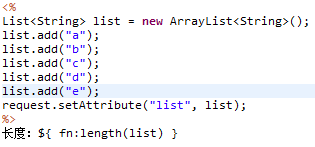 <%
List<String> list = new ArrayList<String>();
list.add("a");
list.add("b");
list.add("c");
list.add("d");
list.add("e");
request.setAttribute("list", list);
%>
长度：${ fn:length(list) }